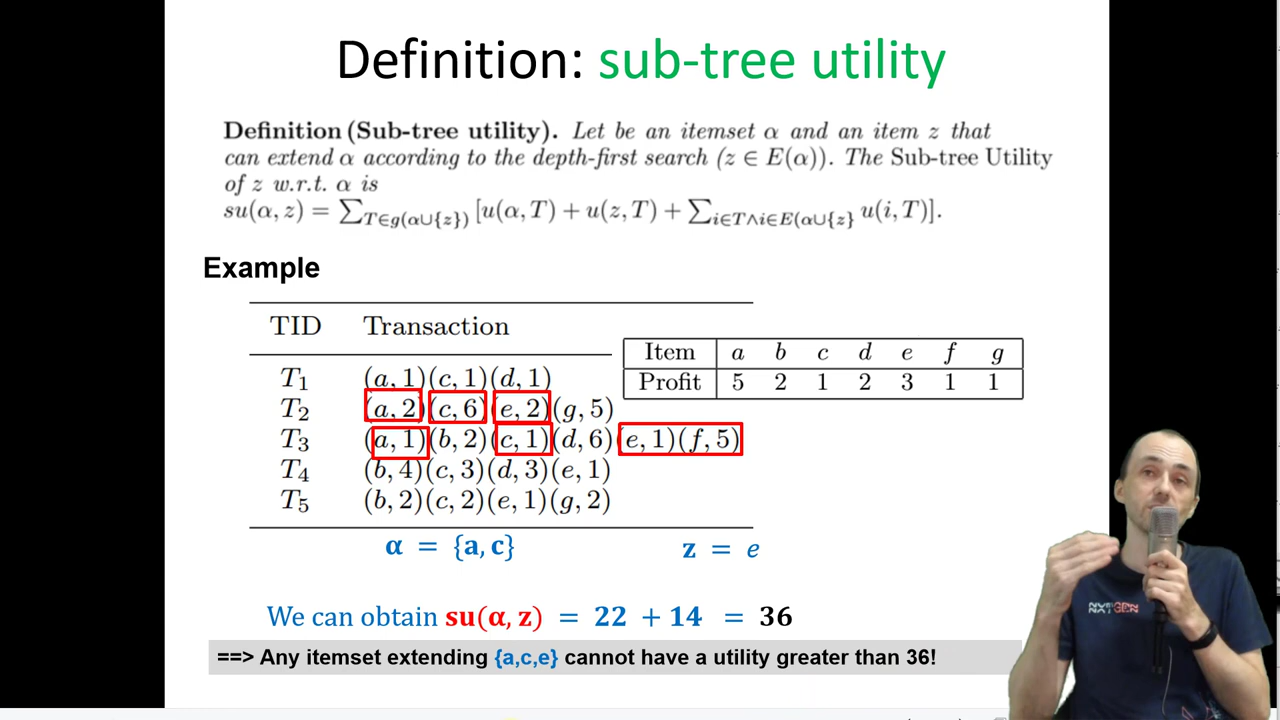 Definition: sub-tree utility
Definition (Sub-tree utility). Let be an itemset α and an item z that
can extend α according to the depth-first search (z ∈ E(α)). The Sub-tree Utility
of z w.r.t. α is
su(α, z) = ∑T∈g(α∪{z}) [u(α, T) + u(z, T) + ∑i∈T∧i∈E(α∪{z} u(i, T)].
Example
TID Transaction
T1 (a, 1)(c, 1)(d, 1)
T2 (a, 2)(c, 6)(e, 2)(g, 5)
T3 (a, 1)(b, 2)(c, 1)(d, 6)(e, 1)(f, 5)
T4 (b, 4)(c, 3)(d, 3)(e, 1)
T5 (b, 2)(c, 2)(e, 1)(g, 2)
Item a b c d e f g
Profit 5 2 1 2 3 1 1
α = {a, c} z = e
We can obtain su(α, z) = 22 + 14 = 36
==> Any itemset extending {a,c,e} cannot have a utility greater than 36!